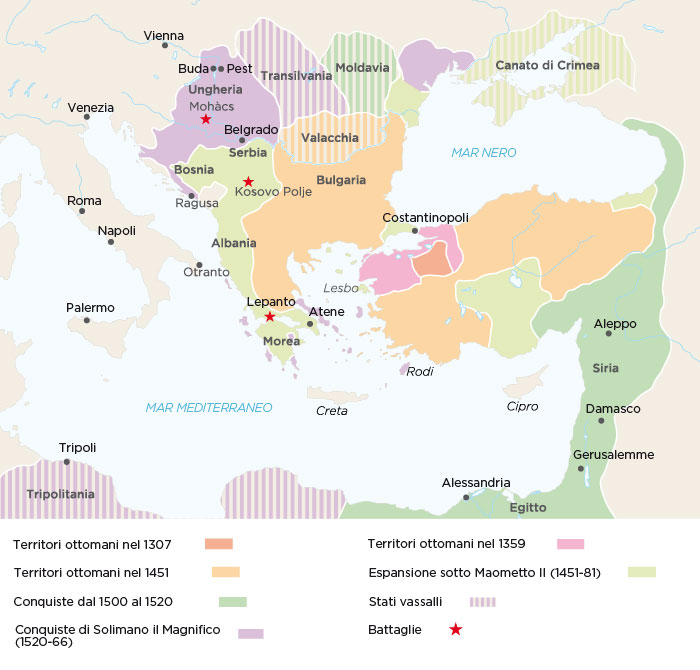 Vienna
Buda
Pest
Transilvania
Moldavia
Canato di Crimea
Ungheria
Mohàcs
Venezia
Belgrado
Valacchia
Serbia
MAR NERO
Bosnia
Bulgaria
Kosovo Polje
Ragusa
Roma
Costantinopoli
Napoli
Albania
Otranto
Lesbo
Lepanto
Palermo
Atene
Aleppo
Morea
Siria
Rodi
MAR MEDITERRANEO
Creta
Cipro
Damasco
Tripoli
Gerusalemme
Alessandria
Tripolitania
Egitto
Territori ottomani nel 1307
Territori ottomani nel 1359
Territori ottomani nel 1451
Espansione sotto Maometto II (1451-81)
Conquiste dal 1500 al 1520
Stati vassalli
Conquiste di Solimano il Magnifico
(1520-66)
Battaglie